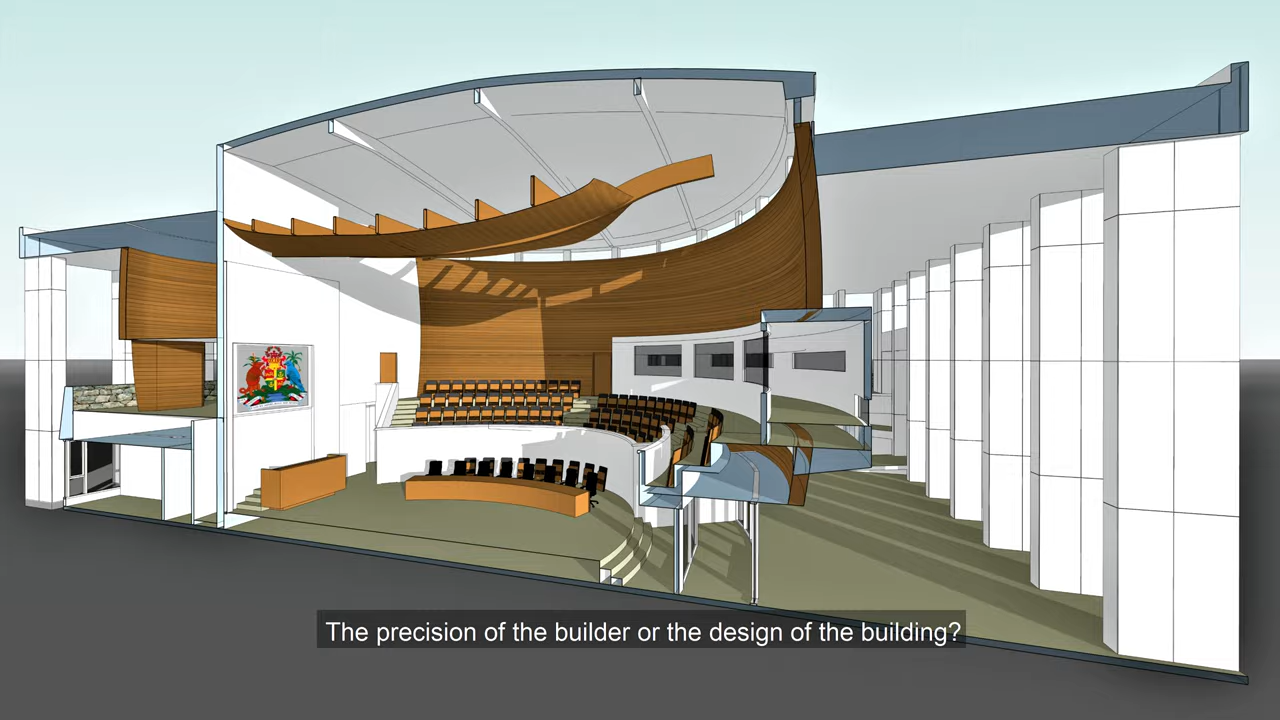 The precision of the builder or the design of the building?